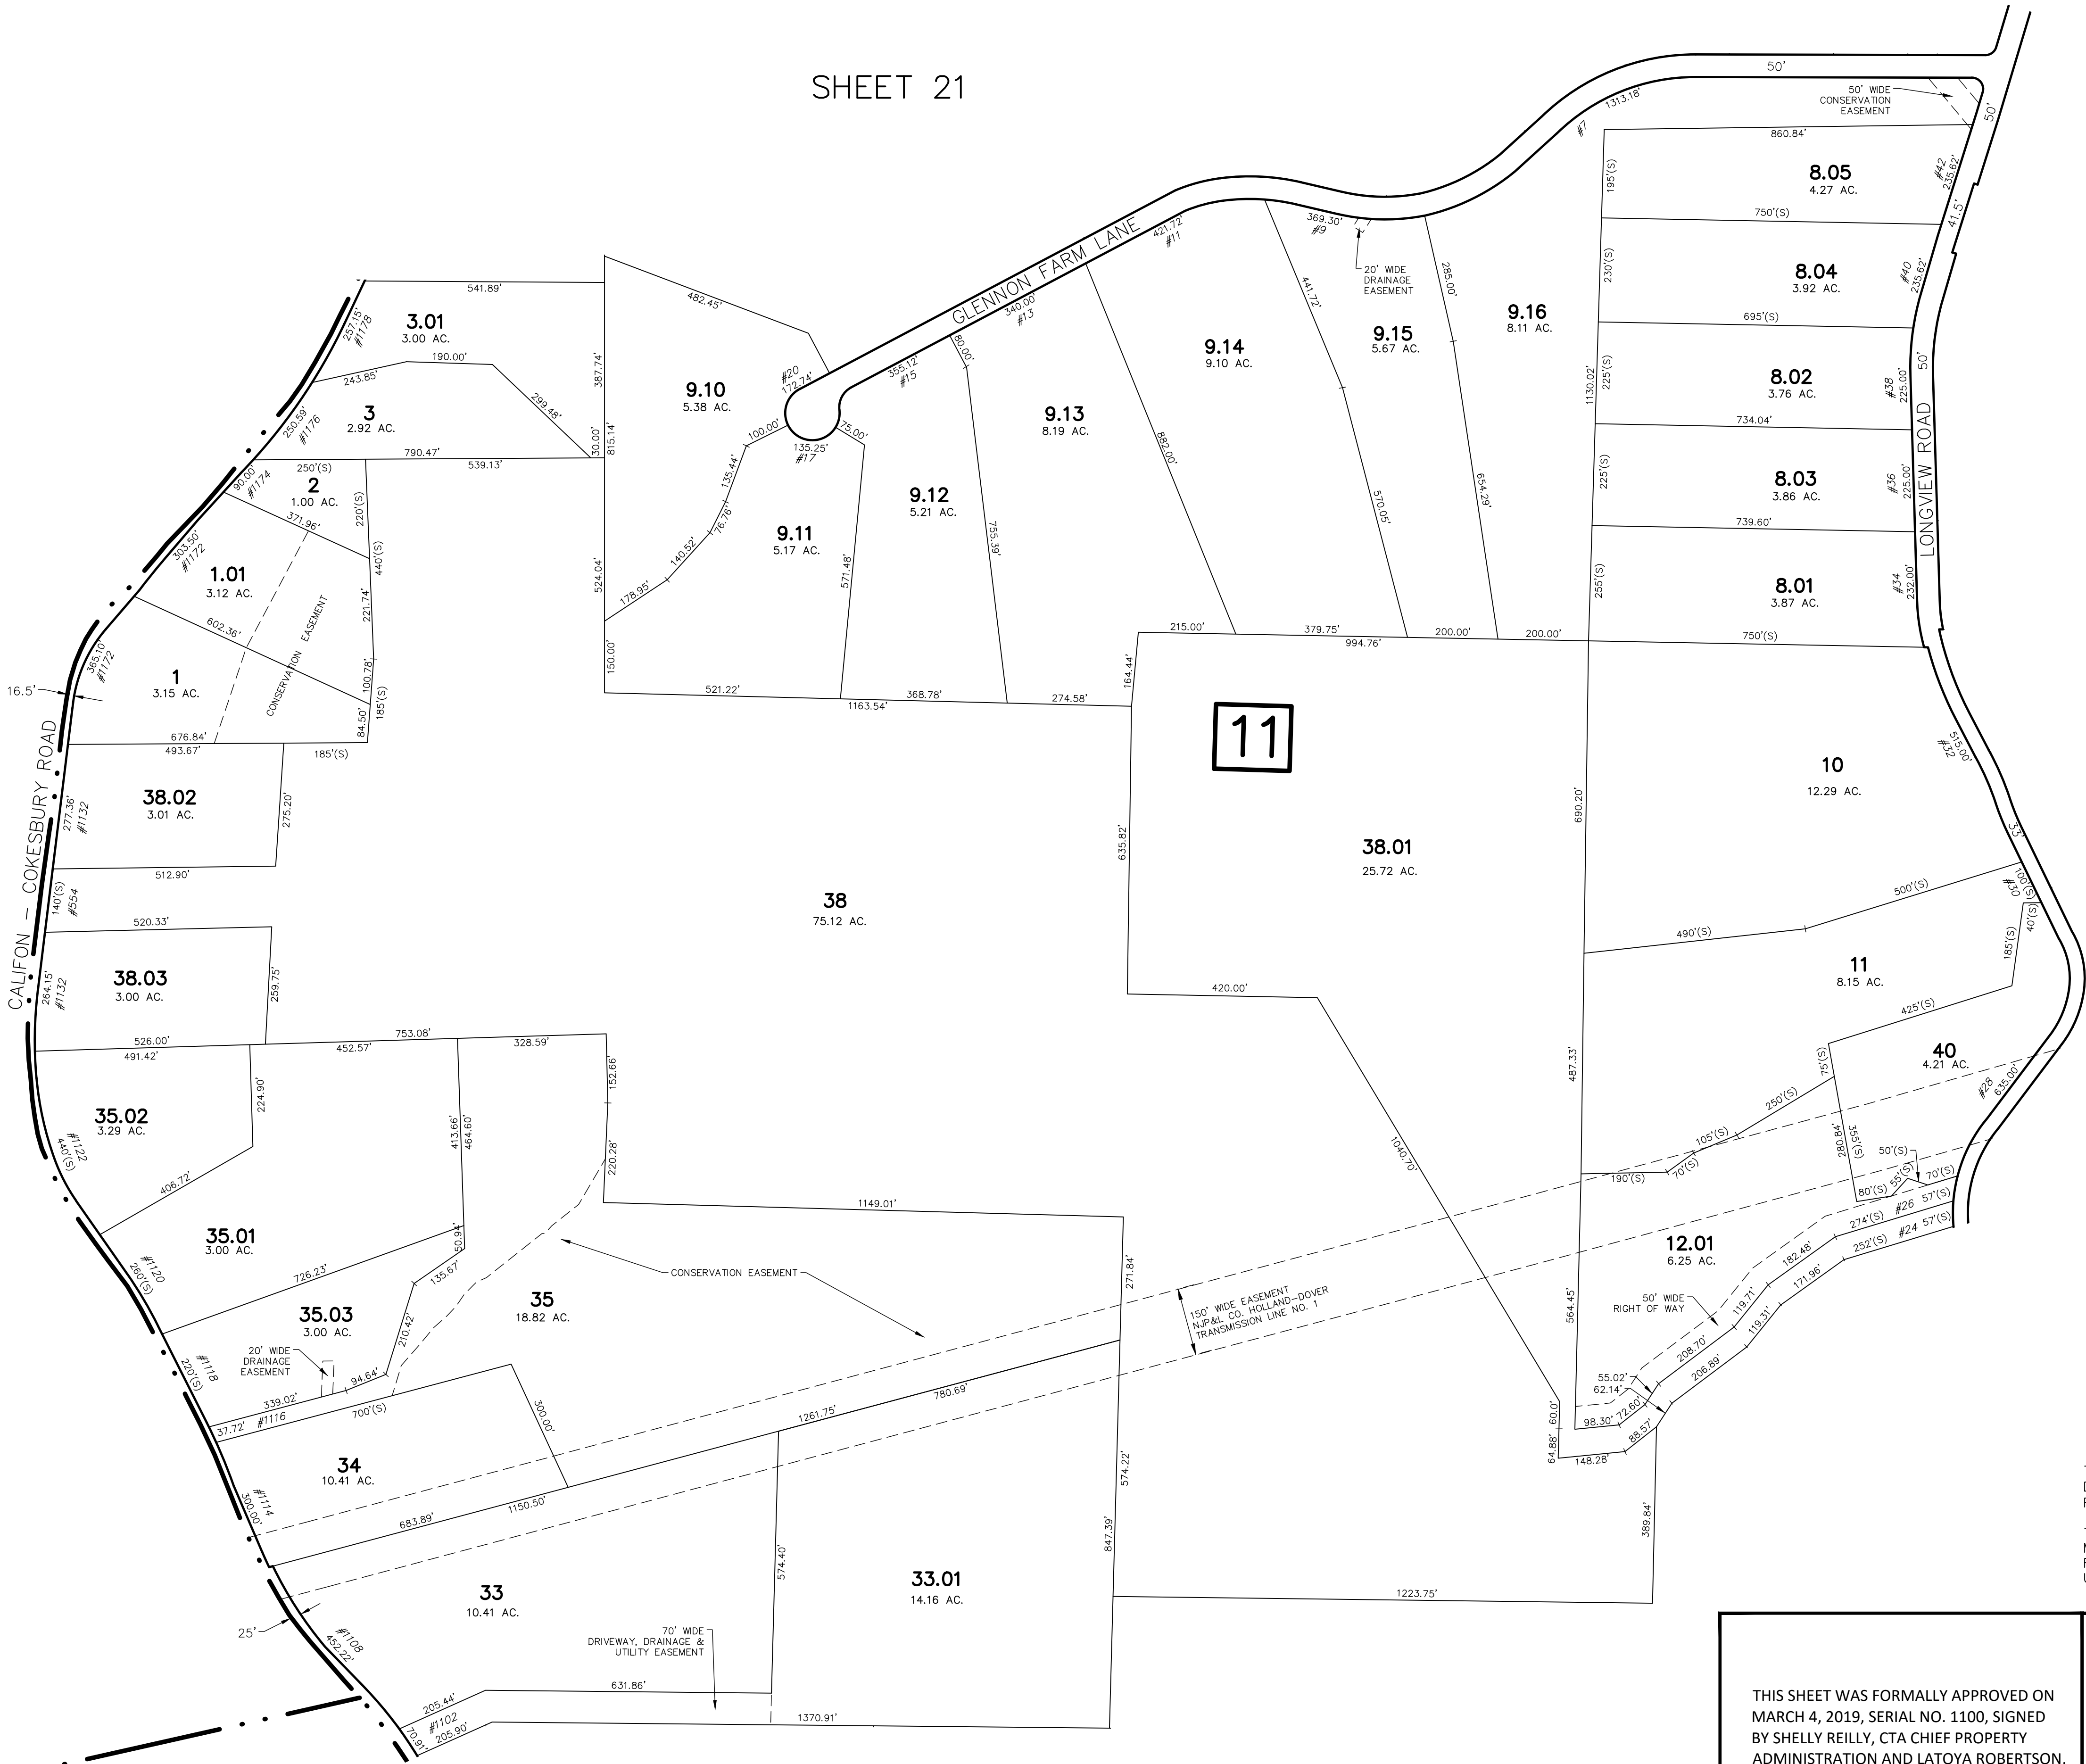 SHEET 21
50'
1313.18'
#7
50' WIDE
CONSERVATION
EASEMENT
50'
860.84'
8.05
4.27 AC.
#42
235.62'
195'(S)
750'(S)
41.5'
8.04
3.92 AC.
#40
235.62'
230'(S)
695'(S)
50'
8.02
3.76 AC.
#38
225.00'
1130.02'
225'(S)
734.04'
LONGVIEW ROAD
8.03
3.86 AC.
#36
225.00'
225'(S)
739.60'
8.01
3.87 AC.
#34
232.00'
255'(S)
750'(S)
GLENNON FARM LANE
421.72'
#11
369.30'
#9
20' WIDE
DRAINAGE
EASEMENT
340.00'
#13
355.12'
#15
80.00'
285.00'
441.72'
9.16
8.11 AC.
9.15
5.67 AC.
9.14
9.10 AC.
9.13
8.19 AC.
882.00'
570.05'
654.29'
541.89'
482.45'
257.15'
#1178
3.01
3.00 AC.
190.00'
243.85'
299.48'
387.74'
#20
172.74'
9.10
5.38 AC.
250.59'
#1176
3
2.92 AC.
30.00'
815.14'
790.47'
539.13'
100.00'
75.00'
135.25'
#17
90.00'
#1174
250'(S)
2
1.00 AC.
220'(S)
371.96'
440'(S)
135.44'
76.76'
140.52'
178.95'
9.11
5.17 AC.
9.12
5.21 AC.
571.48'
755.39'
524.04'
303.50'
#1172
1.01
3.12 AC.
221.74'
CONSERVATION EASEMENT
602.36'
365.10'
#1172
1
3.15 AC.
100.78'
185'(S)
84.50'
16.5'
676.84'
493.67'
185'(S)
150.00'
521.22'
368.78'
274.58'
1163.54'
164.44'
215.00'
379.75'
200.00'
200.00'
994.76'
11
CALIFON - COKESBURY ROAD
277.36'
#1132
38.02
3.01 AC.
275.20'
512.90'
140'(S)
#554
520.33'
264.15'
#1132
38.03
3.00 AC.
259.75'
526.00'
491.42'
38
75.12 AC.
635.82'
38.01
25.72 AC.
690.20'
10
12.29 AC.
515.00'
#32
33'
500'(S)
490'(S)
100'(S)
#30
40'(S)
185'(S)
11
8.15 AC.
425'(S)
420.00'
487.33'
75'(S)
40
4.21 AC.
#28
635.00'
250'(S)
105'(S)
70'(S)
190'(S)
280.84'
355'(S)
50'(S)
55'(S)
70'(S)
80'(S)
57'(S)
#26
274'(S)
57'(S)
#24
252'(S)
753.08'
452.57'
328.59'
152.66'
224.90'
413.66'
464.60'
220.28'
35.02
3.29 AC.
#1122
440'(S)
406.72'
35.01
3.00 AC.
#1120
260'(S)
726.23'
50.94'
135.67'
1149.01'
CONSERVATION EASEMENT
271.84'
35
18.82 AC.
35.03
3.00 AC.
20' WIDE
DRAINAGE
EASEMENT
210.42'
94.64'
#1118
220'(S)
339.02'
37.72'
#1116
700'(S)
300.00'
34
10.41 AC.
#1114
300.00'
150' WIDE EASEMENT
NJP&L CO. HOLLAND-DOVER
TRANSMISSION LINE NO. 1
1040.70'
564.45'
12.01
6.25 AC.
182.48'
171.96'
50' WIDE
RIGHT OF WAY
119.71'
119.31'
208.70'
206.89'
55.02'
62.14'
72.60'
98.30'
88.57'
60.0'
64.88'
148.28'
389.84'
780.69'
1261.75'
1150.50'
683.89'
574.22'
847.39'
574.40'
33
10.41 AC.
33.01
14.16 AC.
1223.75'
25'
#1108
452.22'
70' WIDE
DRIVEWAY, DRAINAGE &
UTILITY EASEMENT
631.86'
205.44'
70.91'
#1102
205.90'
1370.91'
THIS SHEET WAS FORMALLY APPROVED ON
MARCH 4, 2019, SERIAL NO. 1100, SIGNED
BY SHELLY REILLY, CTA CHIEF PROPERTY
ADMINISTRATION AND LATOYA ROBERTSON,